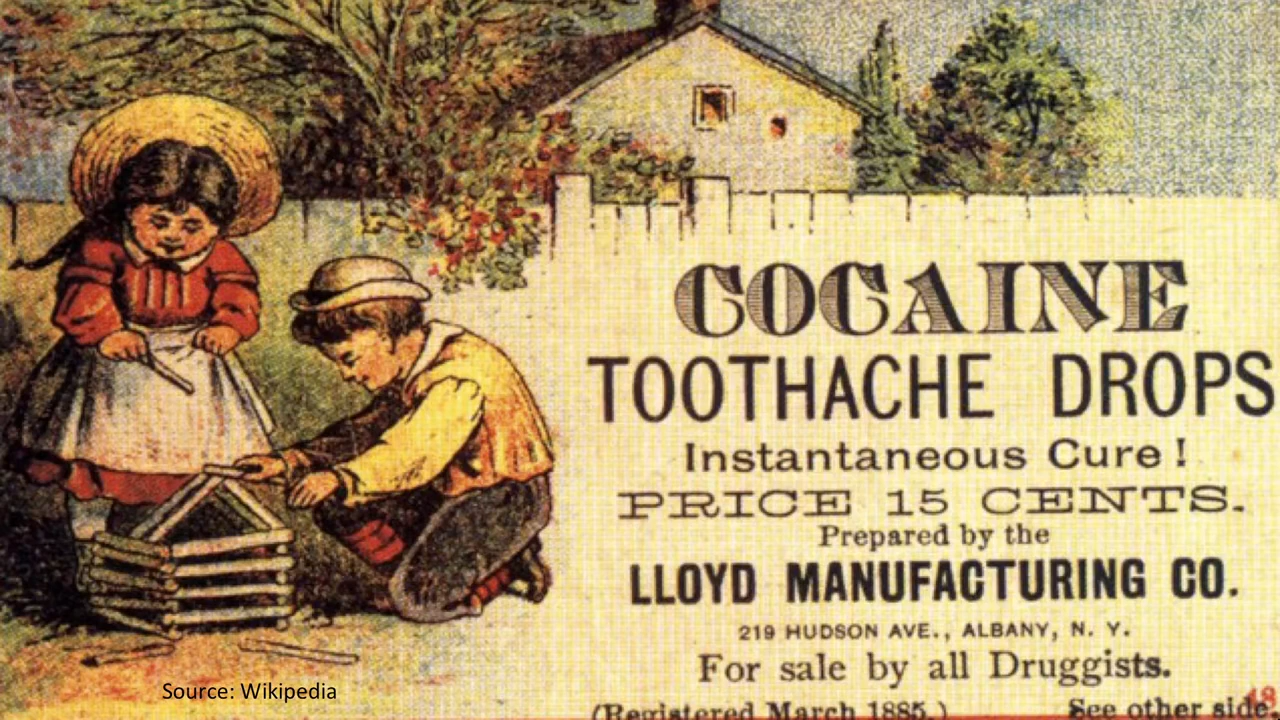 COCAINE
TOOTHACHE DROPS
Instantaneous Cure!
PRICE 15 CENTS.
Prepared by the
LLOYD MANUFACTURING CO.
219 HUDSON AVE., ALBANY, N. Y.
For sale by all Druggists.
(Registered March 1885.) See other side.
48
Source: Wikipedia